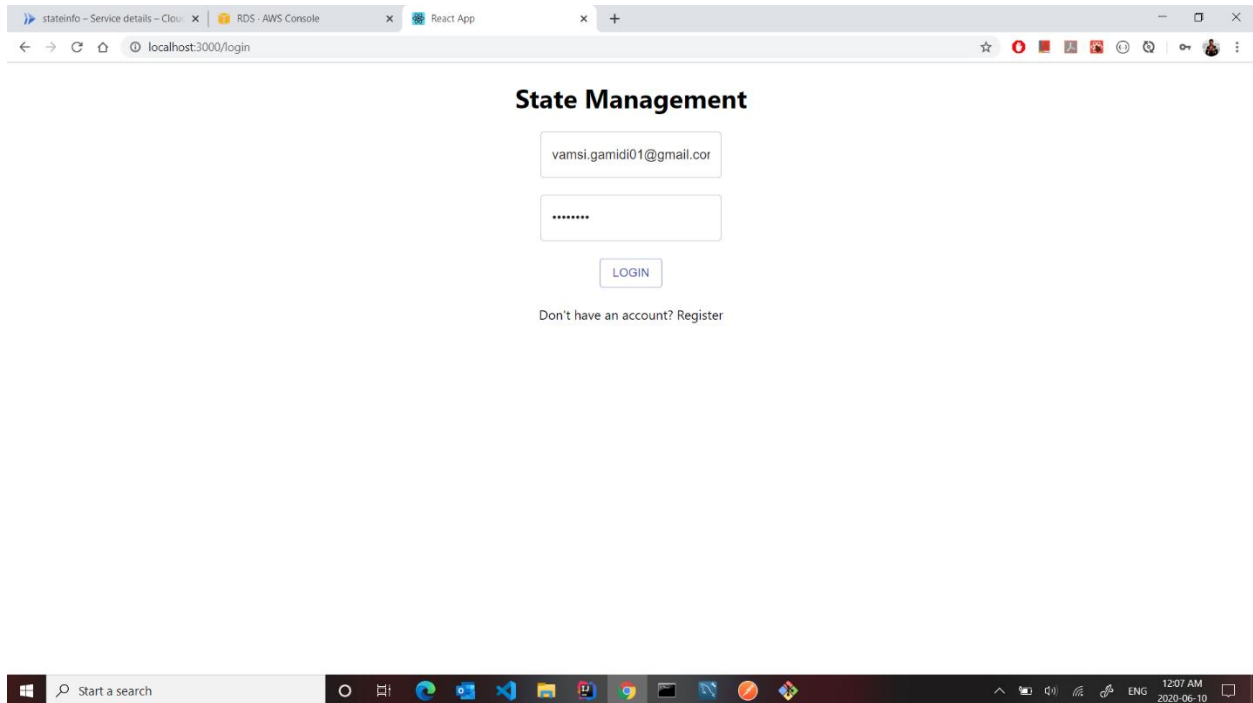 stateinfo – Service details – Clou
RDS · AWS Console
React App
localhost:3000/login
State Management
vamsi.gamidi01@gmail.cor
••••••••
LOGIN
Don't have an account? Register
Start a search
ENG
12:07 AM
2020-06-10